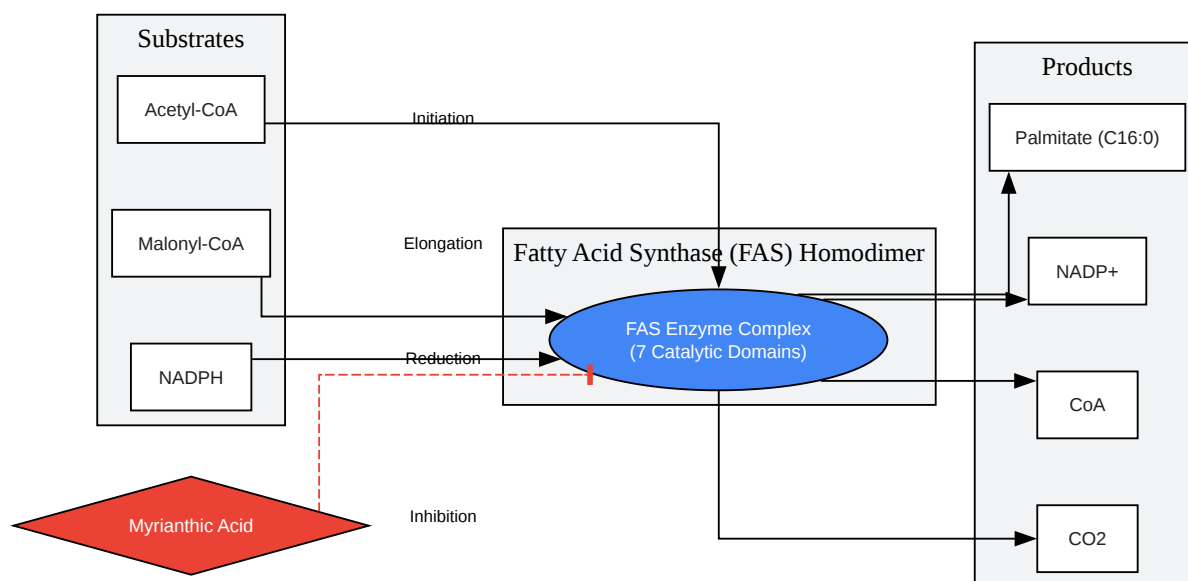 Substrates
Acetyl-CoA
Malonyl-CoA
NADPH
Myrianthic Acid
Initiation
Elongation
Reduction
Inhibition
Fatty Acid Synthase (FAS) Homodimer
FAS Enzyme Complex
(7 Catalytic Domains)
Products
Palmitate (C16:0)
NADP+
CoA
CO2